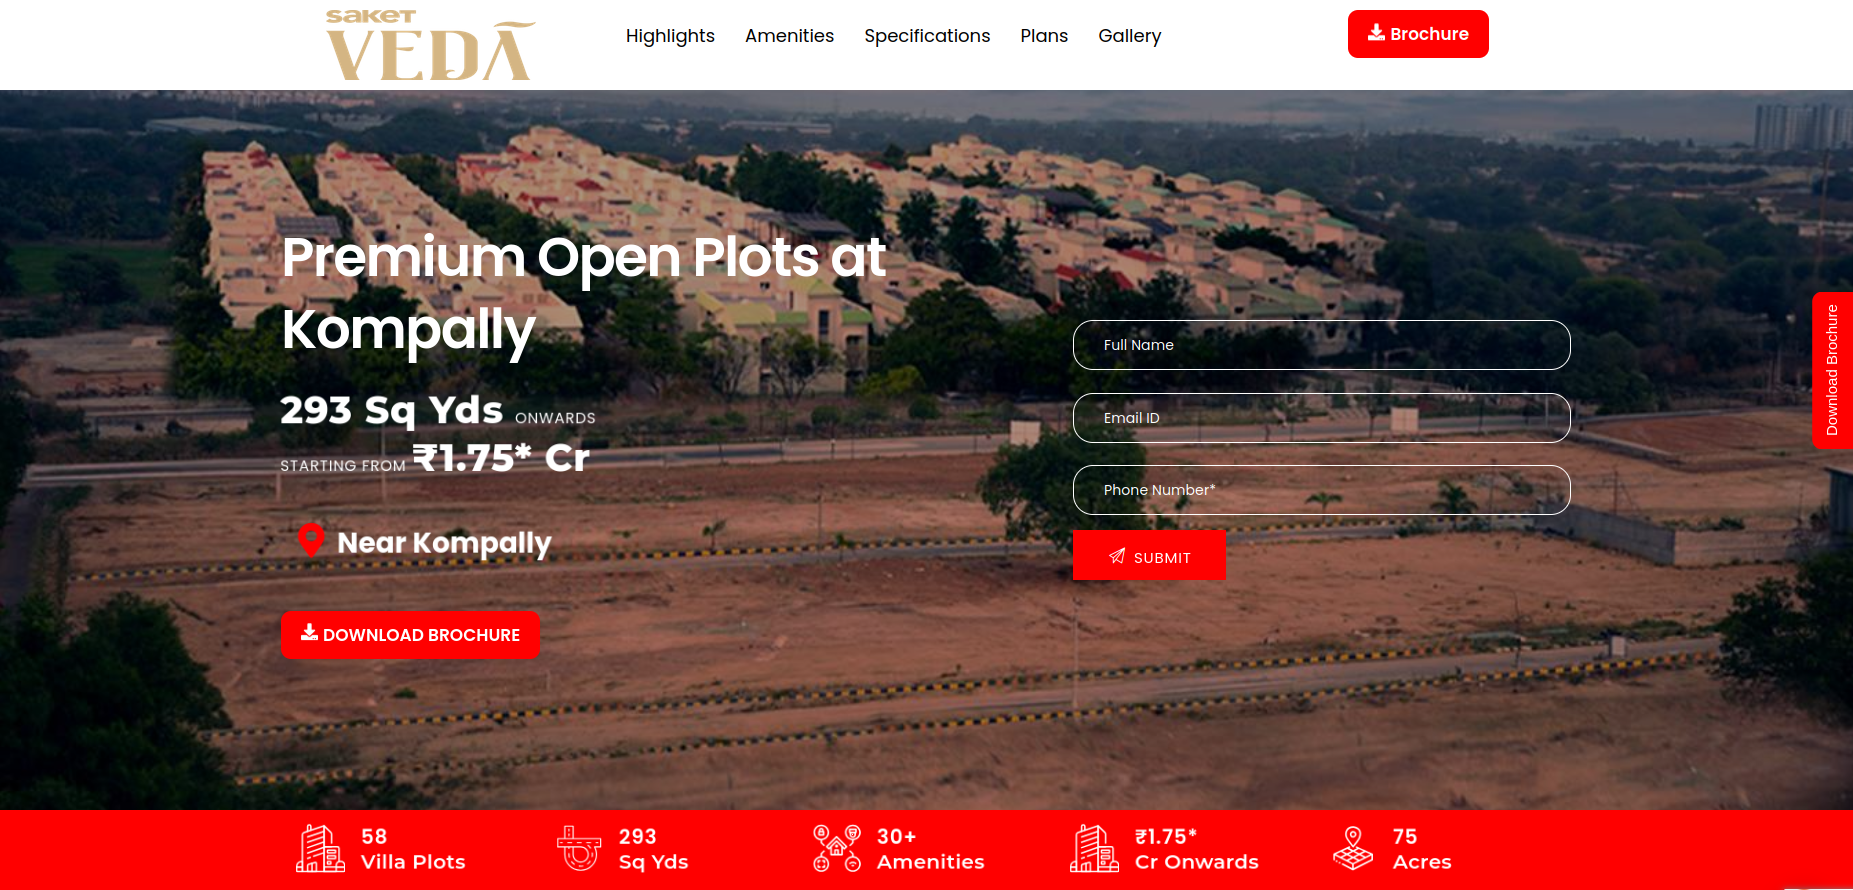 saket
VEDĀ
Highlights
Amenities
Specifications
Plans
Gallery
Brochure
Premium Open Plots at
Kompally
293 Sq Yds ONWARDS
STARTING FROM ₹1.75* Cr
Near Kompally
DOWNLOAD BROCHURE
Full Name
Email ID
Phone Number*
SUBMIT
Download Brochure
58
Villa Plots
293
Sq Yds
30+
Amenities
₹1.75*
Cr Onwards
75
Acres